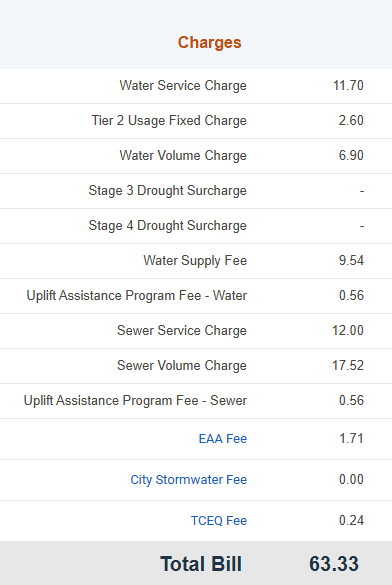 Charges
Water Service Charge 11.70
Tier 2 Usage Fixed Charge 2.60
Water Volume Charge 6.90
Stage 3 Drought Surcharge -
Stage 4 Drought Surcharge -
Water Supply Fee 9.54
Uplift Assistance Program Fee - Water 0.56
Sewer Service Charge 12.00
Sewer Volume Charge 17.52
Uplift Assistance Program Fee - Sewer 0.56
EAA Fee 1.71
City Stormwater Fee 0.00
TCEQ Fee 0.24
Total Bill 63.33